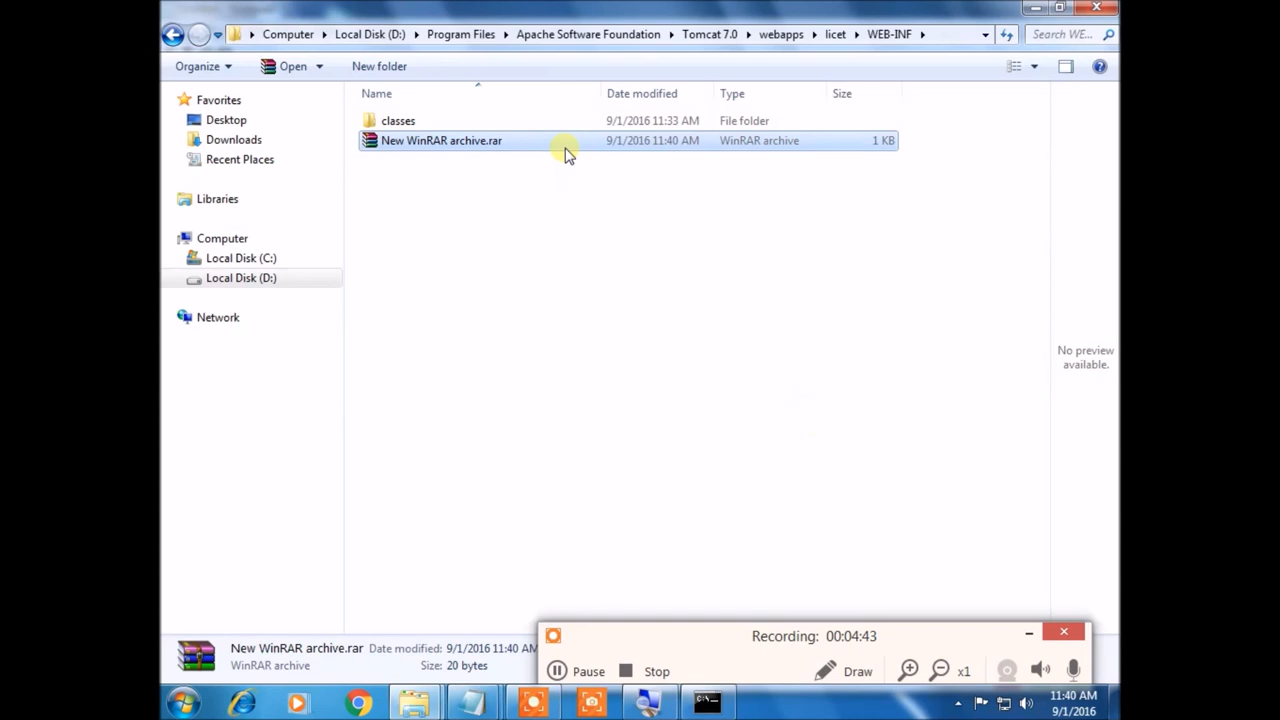 Computer Local Disk (D:) Program Files Apache Software Foundation Tomcat 7.0 webapps licet WEB-INF Search WE...
Organize Open New folder
Name Date modified Type Size
Favorites
Desktop
Downloads
Recent Places
Libraries
Computer
Local Disk (C:)
Local Disk (D:)
Network
classes 9/1/2016 11:33 AM File folder
New WinRAR archive.rar 9/1/2016 11:40 AM WinRAR archive 1 KB
No preview
available.
New WinRAR archive.rar Date modified: 9/1/2016 11:40 AM
WinRAR archive Size: 20 bytes
Recording: 00:04:43
Pause Stop Draw x1
11:40 AM
9/1/2016